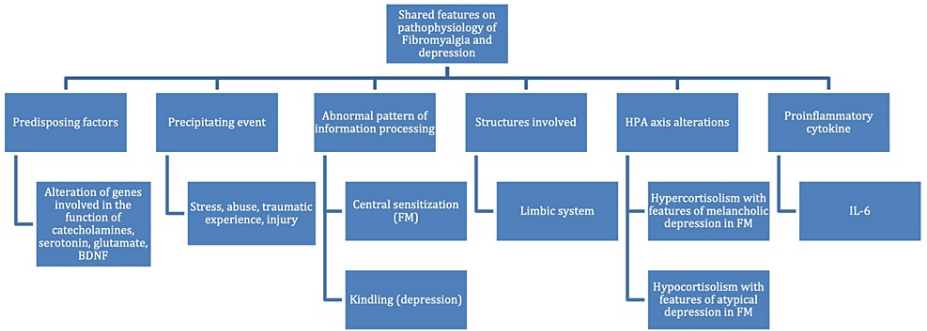 Shared features on
pathophysiology of
Fibromyalgia and
depression
Predisposing factors
Precipitating event
Abnormal pattern of
information processing
Structures involved
HPA axis alterations
Proinflammatory
cytokine
Alteration of genes
involved in the
function of
catecholamines,
serotonin, glutamate,
BDNF
Stress, abuse, traumatic
experience, injury
Central sensitization
(FM)
Limbic system
Hypercortisolism with
features of melancholic
depression in FM
IL-6
Kindling (depression)
Hypocortisolism with
features of atypical
depression in FM